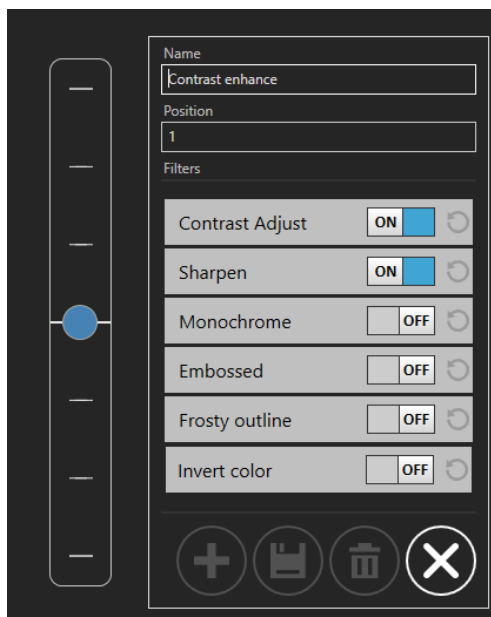 Name
Contrast enhance
Position
1
Filters
Contrast Adjust ON
Sharpen ON
Monochrome OFF
Embossed OFF
Frosty outline OFF
Invert color OFF